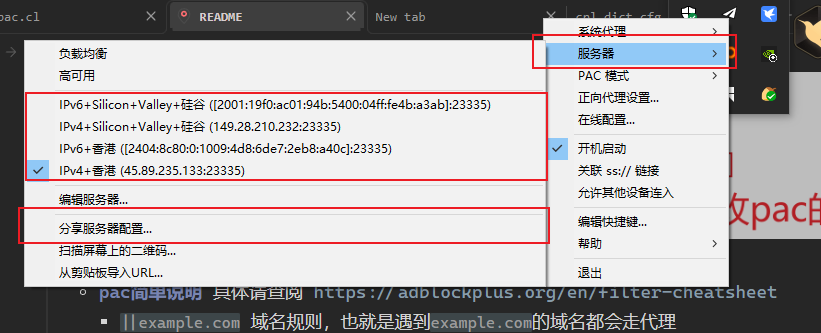 pac.cl
README
New tab
cnl_dict.cfg
系统代理
负载均衡
服务器
高可用
PAC 模式
正向代理设置...
IPv6+Silicon+Valley+硅谷 ([2001:19f0:ac01:94b:5400:04ff:fe4b:a3ab]:23335)
在线配置...
IPv4+Silicon+Valley+硅谷 (149.28.210.232:23335)
IPv6+香港 ([2404:8c80:0:1009:4d8:6de7:2eb8:a40c]:23335)
开机启动
IPv4+香港 (45.89.235.133:23335)
关联 ss:// 链接
编辑服务器...
允许其他设备连入
改pac的
分享服务器配置...
编辑快捷键...
扫描屏幕上的二维码...
帮助
从剪贴板导入URL...
退出
pac简单说明 具体请查阅 https://adblockplus.org/en/filter-cheatsheet
||example.com 域名规则，也就是遇到example.com的域名都会走代理